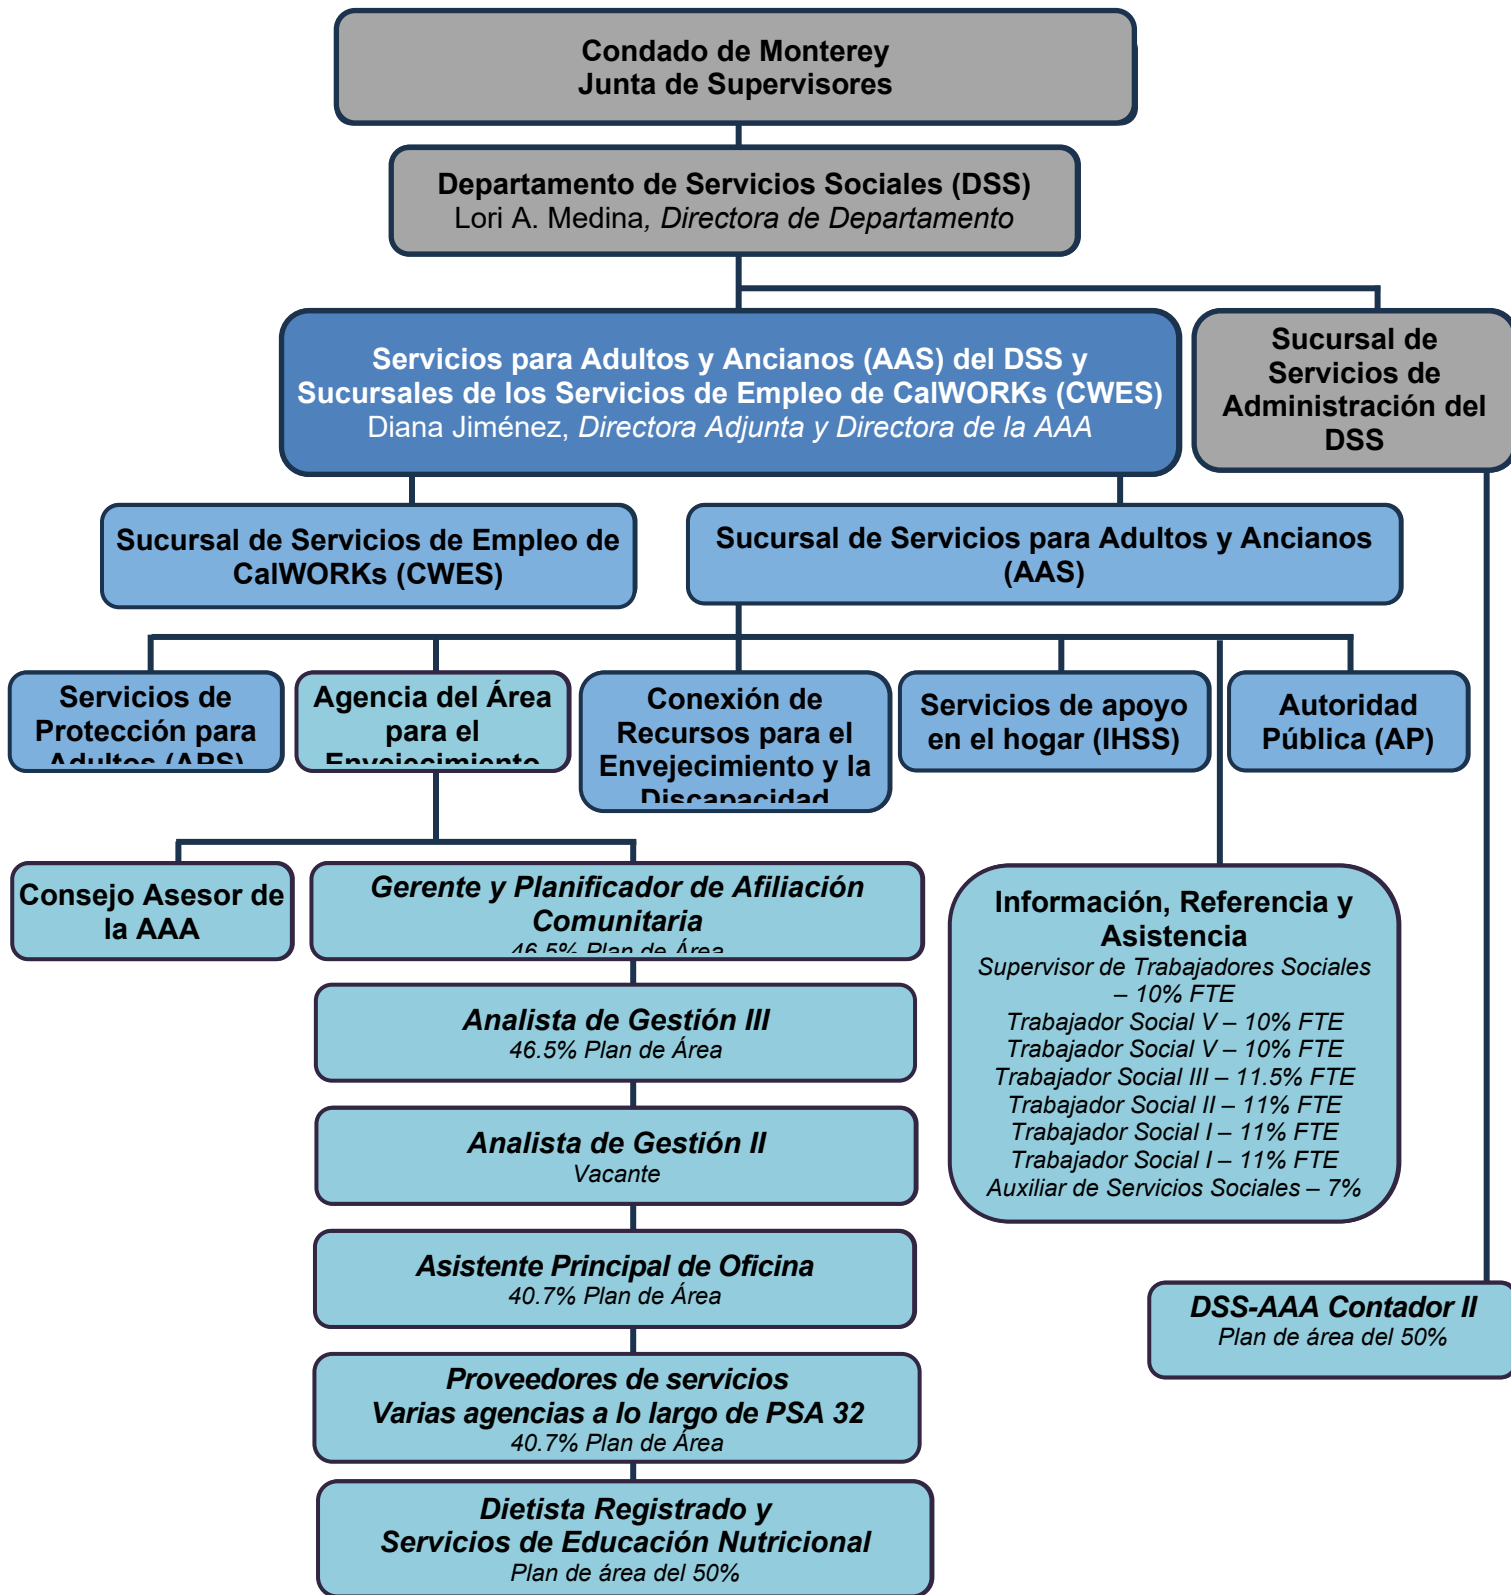 Condado de Monterey
Junta de Supervisores
Departamento de Servicios Sociales (DSS)
Lori A. Medina, Directora de Departamento
Servicios para Adultos y Ancianos (AAS) del DSS y
Sucursales de los Servicios de Empleo de CalWORKs (CWES)
Diana Jiménez, Directora Adjunta y Directora de la AAA
Sucursal de
Servicios de
Administración del
DSS
Sucursal de Servicios de Empleo de
CalWORKs (CWES)
Sucursal de Servicios para Adultos y Ancianos
(AAS)
Servicios de
Protección para
Adultos (APS)
Agencia del Área
para el
Envejecimiento
Conexión de
Recursos para el
Envejecimiento y la
Discapacidad
Servicios de apoyo
en el hogar (IHSS)
Autoridad
Pública (AP)
Consejo Asesor de
la AAA
Gerente y Planificador de Afiliación
Comunitaria
46.5% Plan de Área
Analista de Gestión III
46.5% Plan de Área
Analista de Gestión II
Vacante
Asistente Principal de Oficina
40.7% Plan de Área
Proveedores de servicios
Varias agencias a lo largo de PSA 32
40.7% Plan de Área
Dietista Registrado y
Servicios de Educación Nutricional
Plan de área del 50%
Información, Referencia y
Asistencia
Supervisor de Trabajadores Sociales
– 10% FTE
Trabajador Social V – 10% FTE
Trabajador Social V – 10% FTE
Trabajador Social III – 11.5% FTE
Trabajador Social II – 11% FTE
Trabajador Social I – 11% FTE
Trabajador Social I – 11% FTE
Auxiliar de Servicios Sociales – 7%
DSS-AAA Contador II
Plan de área del 50%